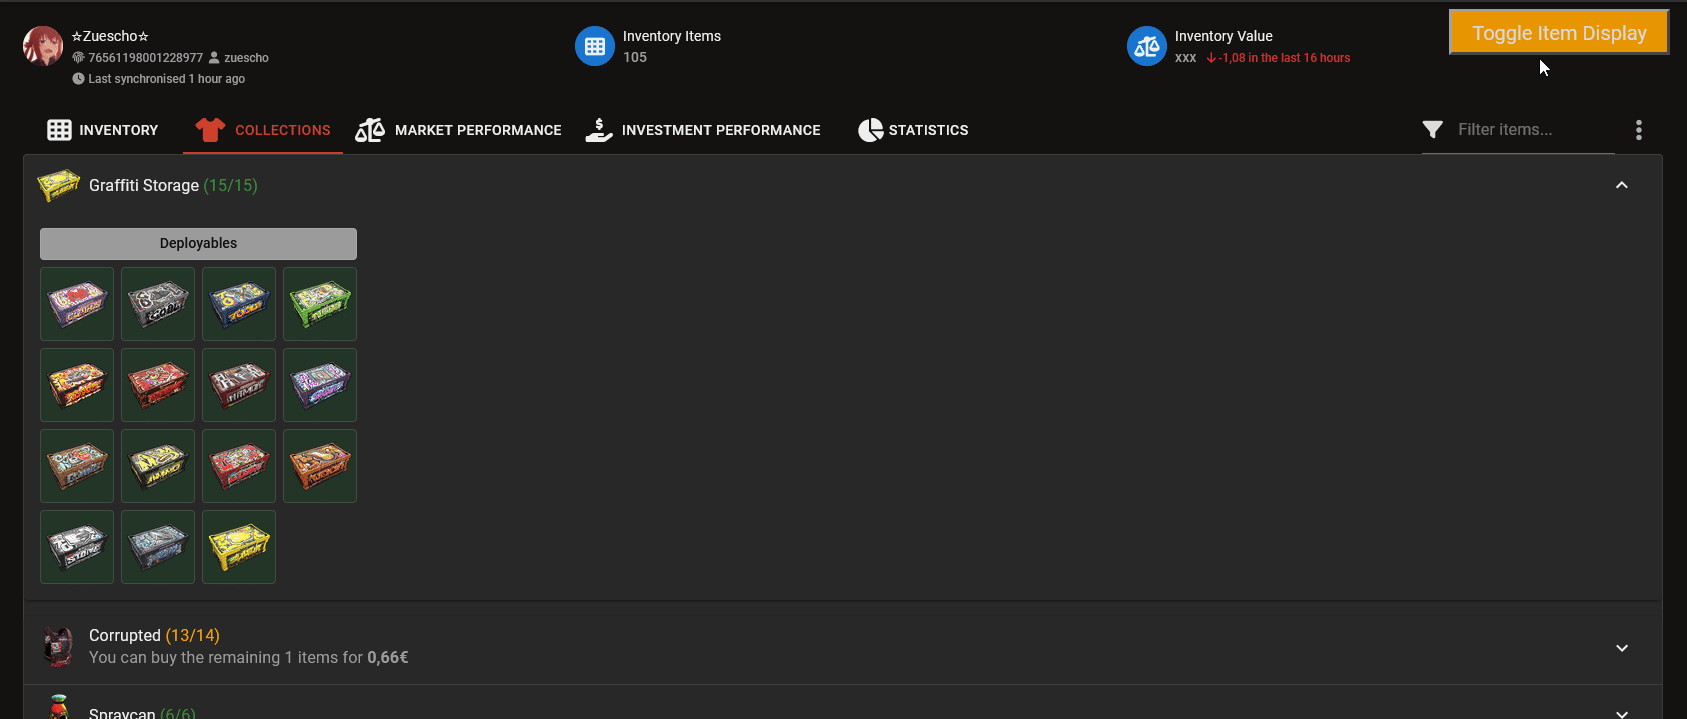 ☆Zuescho☆
76561198001228977 zuescho
Last synchronised 1 hour ago
Inventory Items
105
Inventory Value
xxx ↓-1,08 in the last 16 hours
Toggle Item Display
INVENTORY
COLLECTIONS
MARKET PERFORMANCE
INVESTMENT PERFORMANCE
STATISTICS
Filter items...
Graffiti Storage (15/15)
Deployables
Corrupted (13/14)
You can buy the remaining 1 items for 0,66€
Spraycan (6/6)